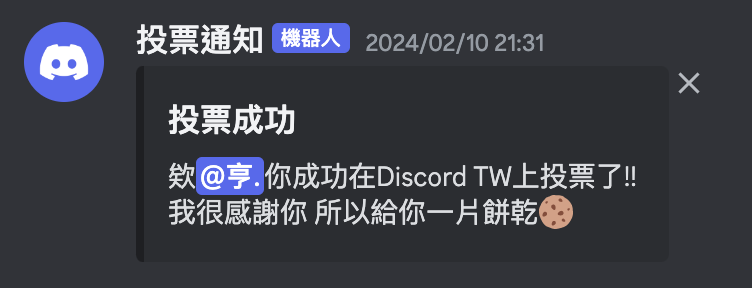 投票通知 機器人 2024/02/10 21:31
投票成功
欸@亨.你成功在Discord TW上投票了!!
我很感謝你 所以給你一片餅乾🍪